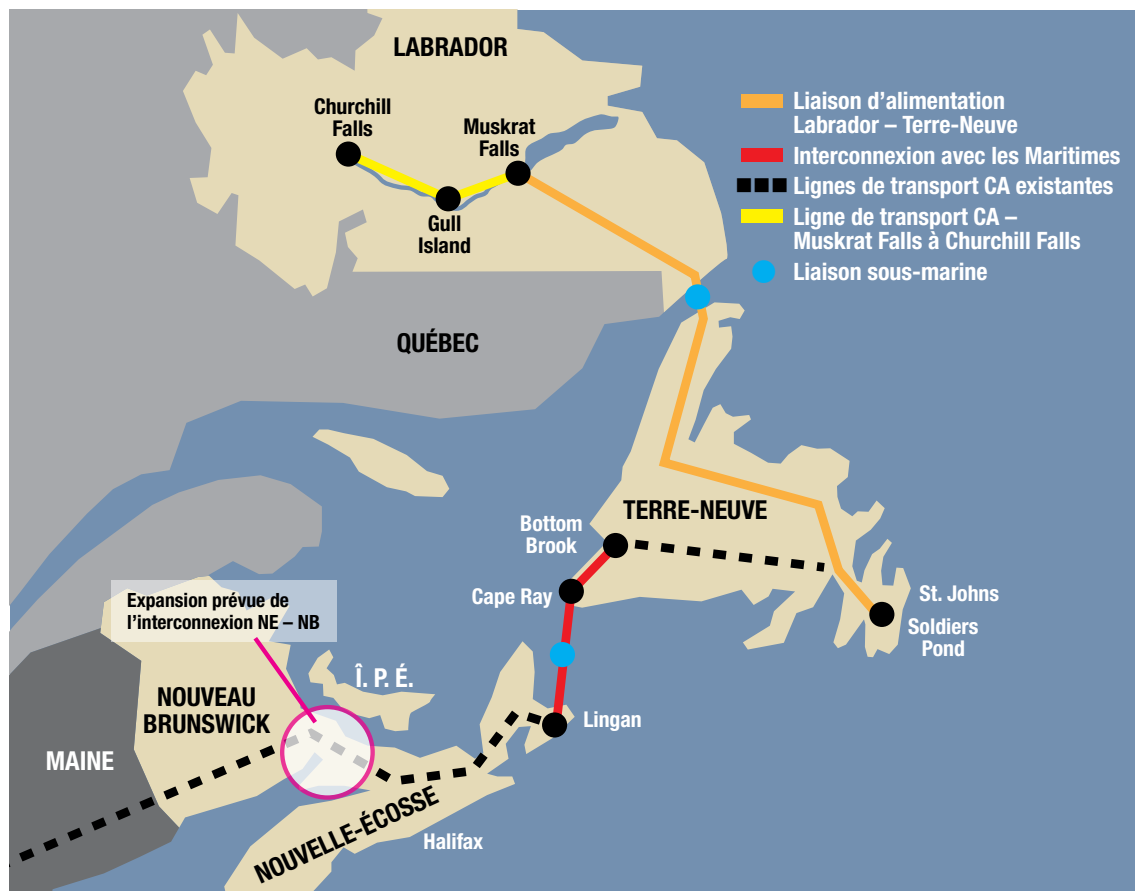 LABRADOR
Churchill
Falls
Muskrat
Falls
Gull
Island
Liaison d'alimentation
Labrador – Terre-Neuve
Interconnexion avec les Maritimes
Lignes de transport CA existantes
Ligne de transport CA –
Muskrat Falls à Churchill Falls
Liaison sous-marine
QUÉBEC
TERRE-NEUVE
Bottom
Brook
Cape Ray
St. Johns
Soldiers
Pond
Expansion prévue de
l'interconnexion NE – NB
Î. P. É.
NOUVEAU
BRUNSWICK
Lingan
MAINE
NOUVELLE-ÉCOSSE
Halifax